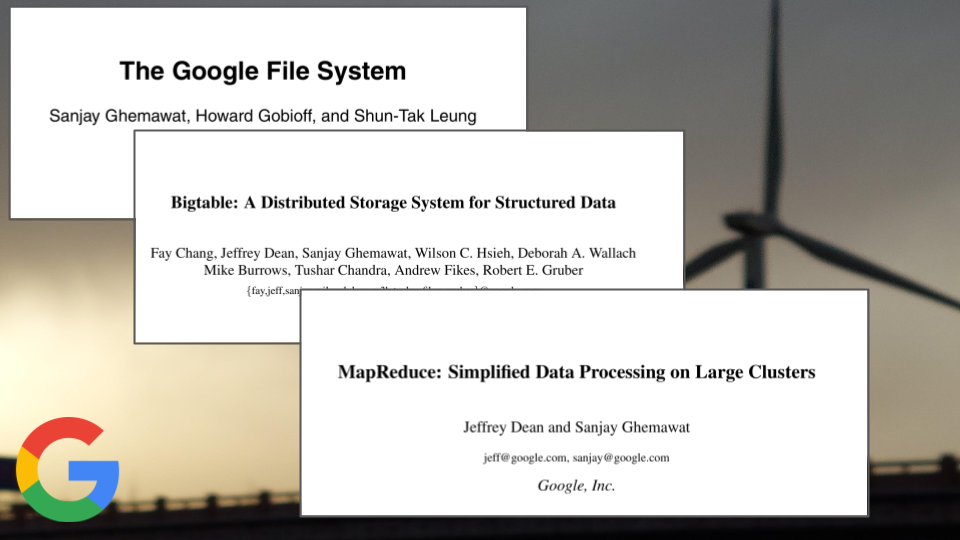 The Google File System
Sanjay Ghemawat, Howard Gobioff, and Shun-Tak Leung
Bigtable: A Distributed Storage System for Structured Data
Fay Chang, Jeffrey Dean, Sanjay Ghemawat, Wilson C. Hsieh, Deborah A. Wallach
Mike Burrows, Tushar Chandra, Andrew Fikes, Robert E. Gruber
{fay,jeff,sanj
MapReduce: Simplified Data Processing on Large Clusters
Jeffrey Dean and Sanjay Ghemawat
jeff@google.com, sanjay@google.com
Google, Inc.